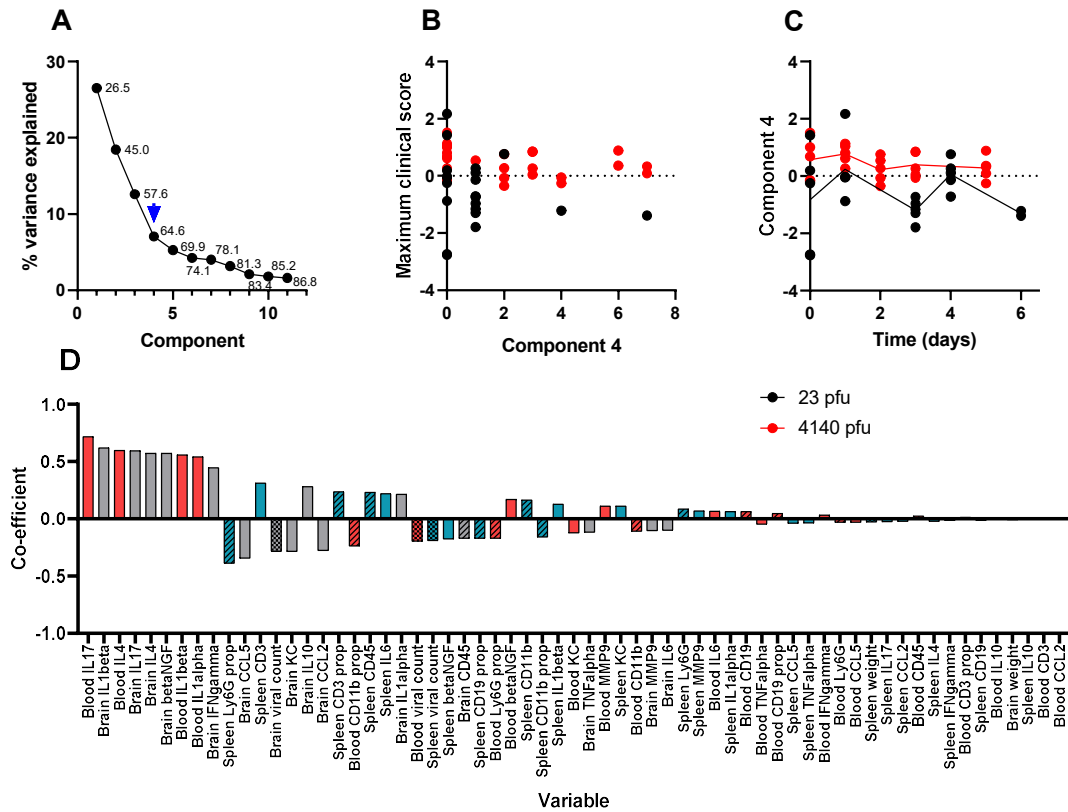 A
B
C
% variance explained
30
20
10
0
26.5
45.0
57.6
64.6
69.9
74.1
78.1
81.3
83.4
85.2
86.8
0
5
10
Component
Maximum clinical score
4
2
0
-2
-4
0
2
4
6
8
Component 4
Component 4
4
2
0
-2
-4
0
2
4
6
Time (days)
D
23 pfu
4140 pfu
Co-efficient
1.0
0.5
0.0
-0.5
-1.0
Blood IL17
Brain IL1beta
Blood IL4
Brain IL17
Brain IL4
Brain betaNGF
Blood IL1beta
Blood IL1alpha
Brain IFNgamma
Spleen Ly6G prop
Brain CCL5
Spleen CD3
Brain viral count
Brain KC
Brain IL10
Brain CCL2
Spleen CD3 prop
Blood CD11b prop
Spleen CD45
Spleen IL6
Brain IL1alpha
Blood viral count
Spleen viral count
Spleen betaNGF
Brain CD45
Spleen CD19 prop
Blood Ly6G prop
Blood betaNGF
Spleen CD11b
Spleen CD11b prop
Spleen IL1beta
Blood KC
Brain TNFalpha
Blood MMP9
Spleen KC
Blood CD11b
Brain MMP9
Brain IL6
Spleen Ly6G
Spleen MMP9
Blood IL6
Spleen IL1alpha
Blood CD19
Blood TNFalpha
Blood CD19 prop
Spleen CCL5
Spleen TNFalpha
Blood IFNgamma
Blood Ly6G
Blood CCL5
Spleen weight
Spleen IL17
Spleen CCL2
Blood CD45
Spleen IL4
Spleen IFNgamma
Blood CD3 prop
Spleen CD19
Blood IL10
Brain weight
Spleen IL10
Blood CD3
Blood CCL2
Variable